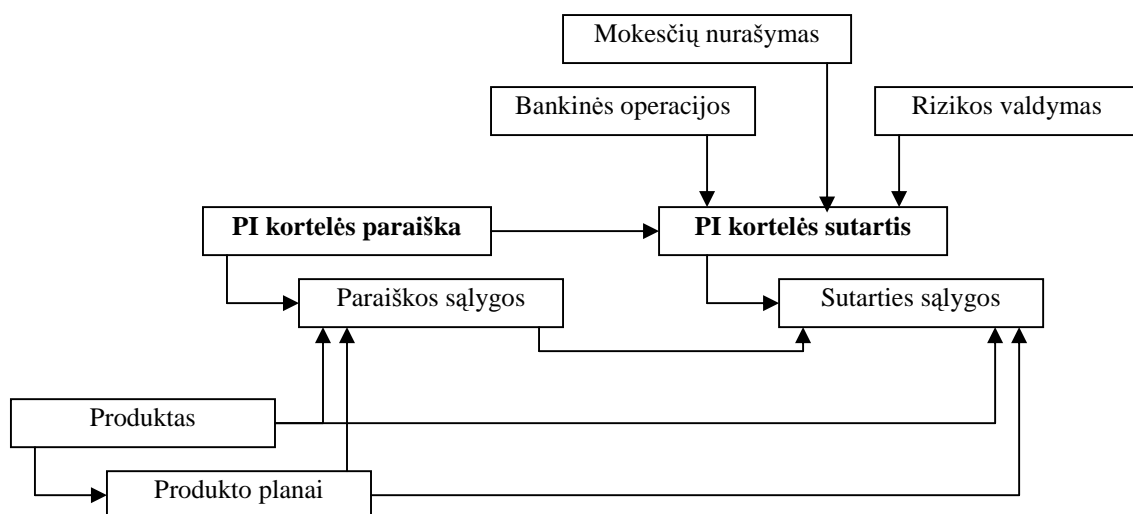 Mokesčių nurašymas
Bankinės operacijos
Rizikos valdymas
PI kortelės paraiška
PI kortelės sutartis
Paraiškos sąlygos
Sutarties sąlygos
Produktas
Produkto planai